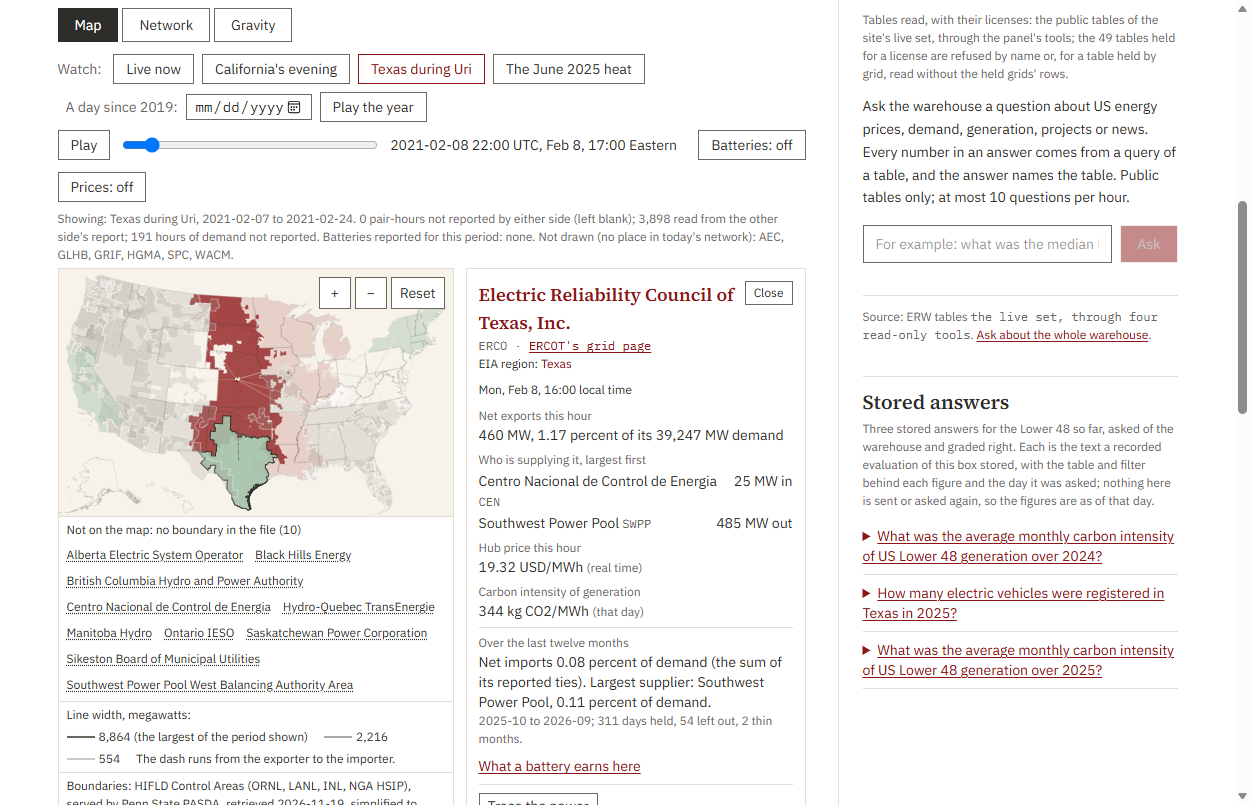 Map
Network
Gravity
Watch:
Live now
California's evening
Texas during Uri
The June 2025 heat
A day since 2019:
mm/dd/yyyy
Play the year
Play
2021-02-08 22:00 UTC, Feb 8, 17:00 Eastern
Batteries: off
Prices: off
Showing: Texas during Uri, 2021-02-07 to 2021-02-24. 0 pair-hours not reported by either side (left blank); 3,898 read from the other
side's report; 191 hours of demand not reported. Batteries reported for this period: none. Not drawn (no place in today's network): AEC,
GLHB, GRIF, HGMA, SPC, WACM.
+
−
Reset
Not on the map: no boundary in the file (10)
Alberta Electric System Operator Black Hills Energy
British Columbia Hydro and Power Authority
Centro Nacional de Control de Energia Hydro-Quebec TransEnergie
Manitoba Hydro Ontario IESO Saskatchewan Power Corporation
Sikeston Board of Municipal Utilities
Southwest Power Pool West Balancing Authority Area
Line width, megawatts:
8,864 (the largest of the period shown) 2,216
554 The dash runs from the exporter to the importer.
Boundaries: HIFLD Control Areas (ORNL, LANL, INL, NGA HSIP),
served by Penn State PASDA, retrieved 2026-11-19, simplified to
Electric Reliability Council of
Texas, Inc.
Close
ERCO · ERCOT's grid page
EIA region: Texas
Mon, Feb 8, 16:00 local time
Net exports this hour
460 MW, 1.17 percent of its 39,247 MW demand
Who is supplying it, largest first
Centro Nacional de Control de Energia 25 MW in
CEN
Southwest Power Pool SWPP 485 MW out
Hub price this hour
19.32 USD/MWh (real time)
Carbon intensity of generation
344 kg CO2/MWh (that day)
Over the last twelve months
Net imports 0.08 percent of demand (the sum of
its reported ties). Largest supplier: Southwest
Power Pool, 0.11 percent of demand.
2025-10 to 2026-09; 311 days held, 54 left out, 2 thin
months.
What a battery earns here
Trace the power
Tables read, with their licenses: the public tables of the
site's live set, through the panel's tools; the 49 tables held
for a license are refused by name or, for a table held by
grid, read without the held grids' rows.
Ask the warehouse a question about US energy
prices, demand, generation, projects or news.
Every number in an answer comes from a query of
a table, and the answer names the table. Public
tables only; at most 10 questions per hour.
For example: what was the median
Ask
Source: ERW tables the live set, through four
read-only tools. Ask about the whole warehouse.
Stored answers
Three stored answers for the Lower 48 so far, asked of the
warehouse and graded right. Each is the text a recorded
evaluation of this box stored, with the table and filter
behind each figure and the day it was asked; nothing here
is sent or asked again, so the figures are as of that day.
What was the average monthly carbon intensity
of US Lower 48 generation over 2024?
How many electric vehicles were registered in
Texas in 2025?
What was the average monthly carbon intensity
of US Lower 48 generation over 2025?